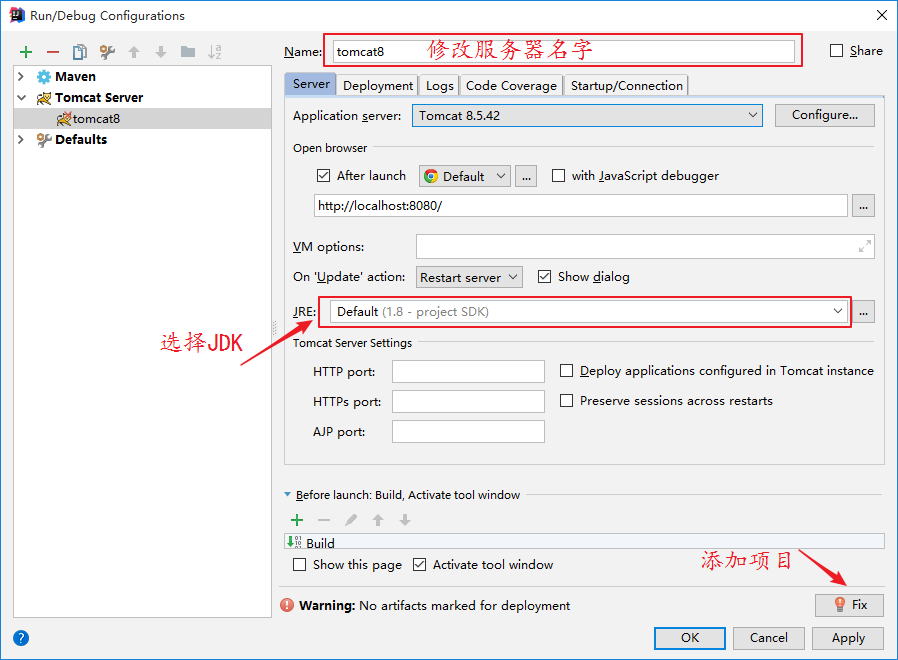 Run/Debug Configurations
Name: tomcat8 修改服务器名字 Share
Maven
Tomcat Server
tomcat8
Defaults
Server Deployment Logs Code Coverage Startup/Connection
Application server: Tomcat 8.5.42 Configure...
Open browser
After launch Default ... with JavaScript debugger
http://localhost:8080/ ...
VM options:
On 'Update' action: Restart server Show dialog
JRE: Default (1.8 - project SDK) ...
选择JDK
Tomcat Server Settings
HTTP port: Deploy applications configured in Tomcat instance
HTTPs port: Preserve sessions across restarts
AJP port:
Before launch: Build, Activate tool window
Build
Show this page Activate tool window
添加项目
Warning: No artifacts marked for deployment Fix
? OK Cancel Apply